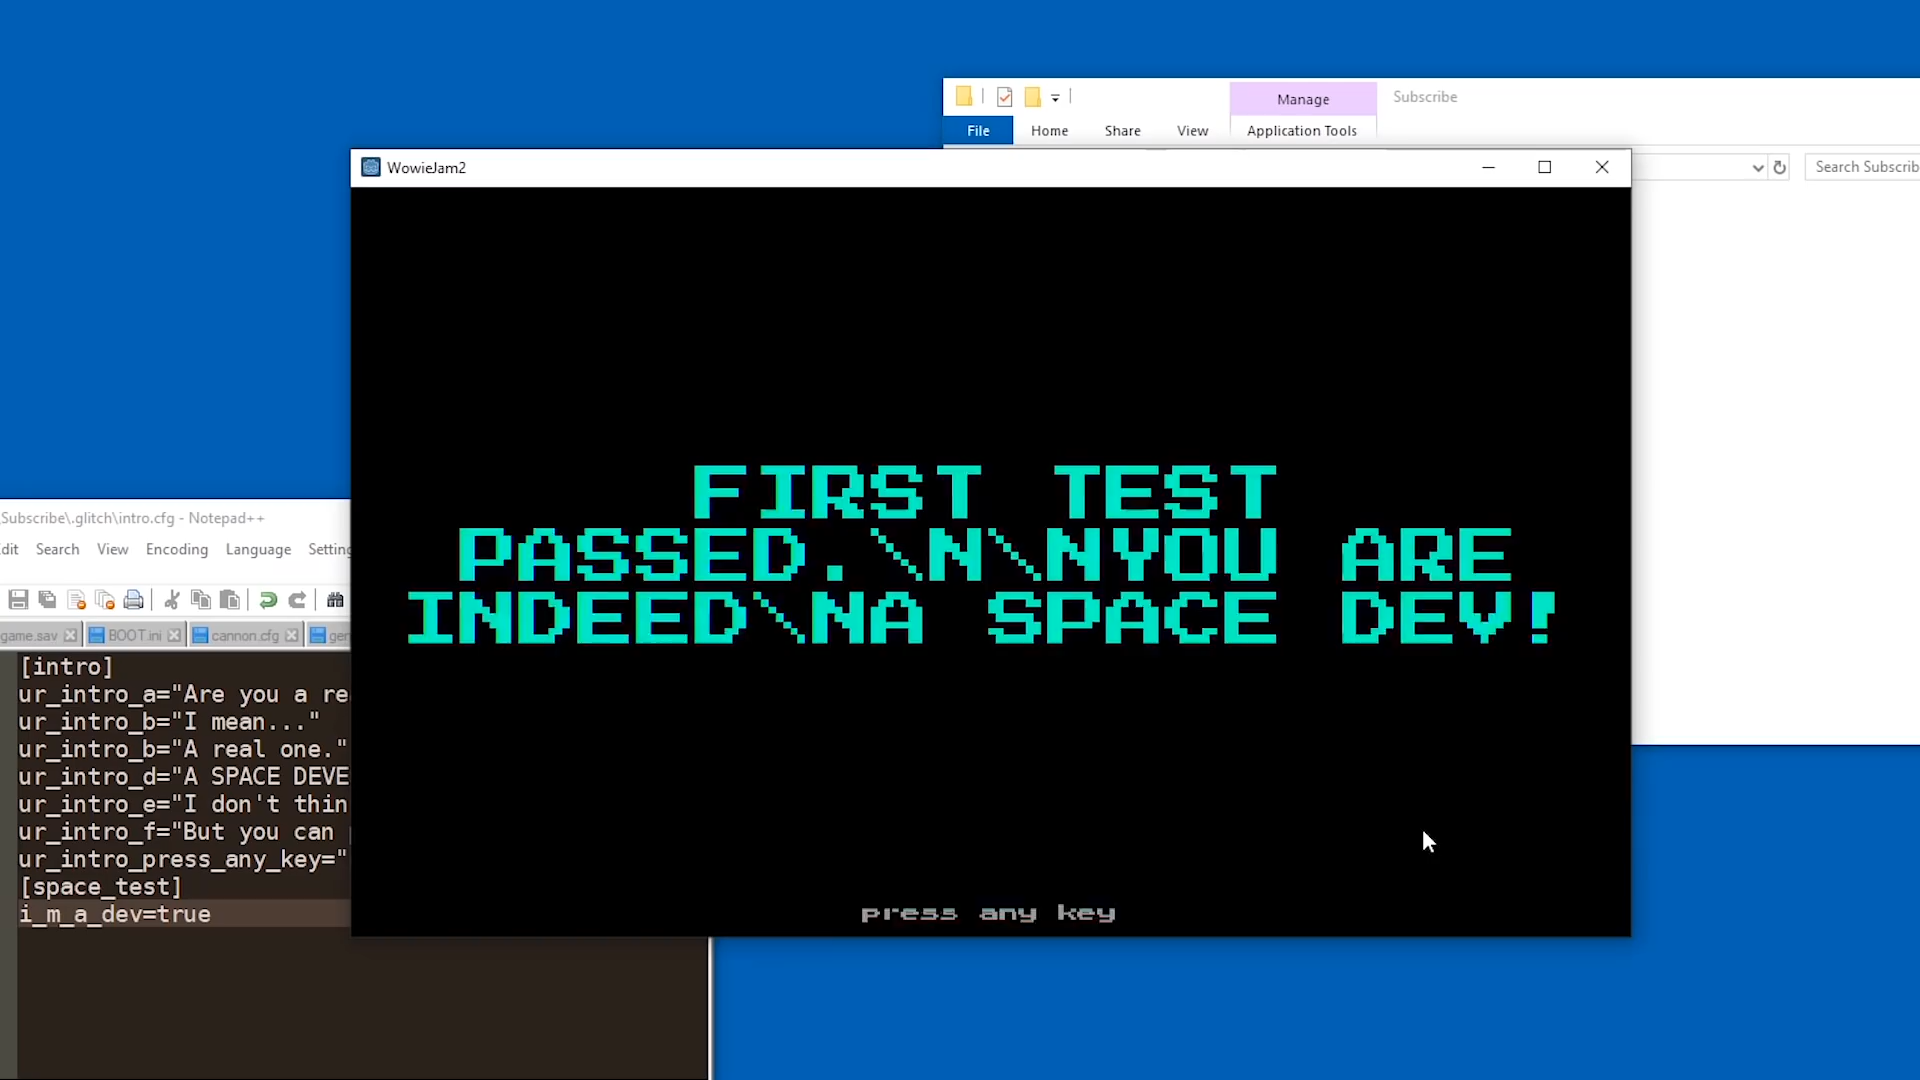 Manage
Subscribe
File
Home
Share
View
Application Tools
WowieJam2
Search Subscrib
FIRST TEST
PASSED.\N\NYOU ARE
INDEED\NA SPACE DEV!
press any key
Subscribe\.glitch\intro.cfg - Notepad++
dit
Search
View
Encoding
Language
Setting
game.sav
BOOT.ini
cannon.cfg
[intro]
ur_intro_a="Are you a re
ur_intro_b="I mean..."
ur_intro_b="A real one."
ur_intro_d="A SPACE DEVE
ur_intro_e="I don't thin
ur_intro_f="But you can
ur_intro_press_any_key="
[space_test]
i_m_a_dev=true